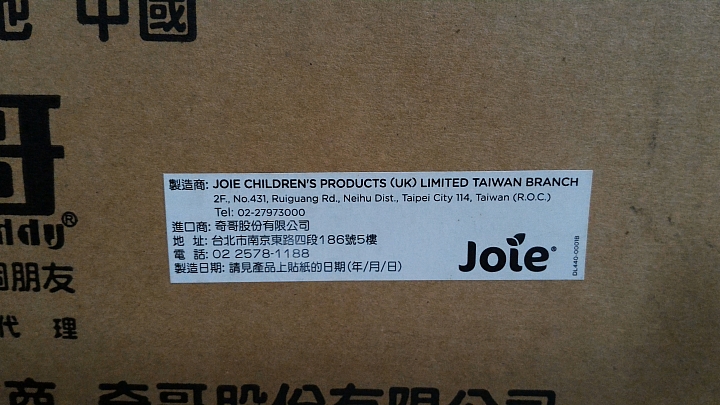 地 中國
哥
ddy®
朋友
代 理
製造商: JOIE CHILDREN'S PRODUCTS (UK) LIMITED TAIWAN BRANCH
2F., No.431, Ruiguang Rd., Neihu Dist., Taipei City 114, Taiwan (R.O.C.)
Tel: 02-27973000
進口商: 奇哥股份有限公司
地 址: 台北市南京東路四段186號5樓
電 話: 02 2578-1188
製造日期: 請見產品上貼紙的日期(年/月/日)
Joie®
DL440-0001B
商 奇哥股份有限公司